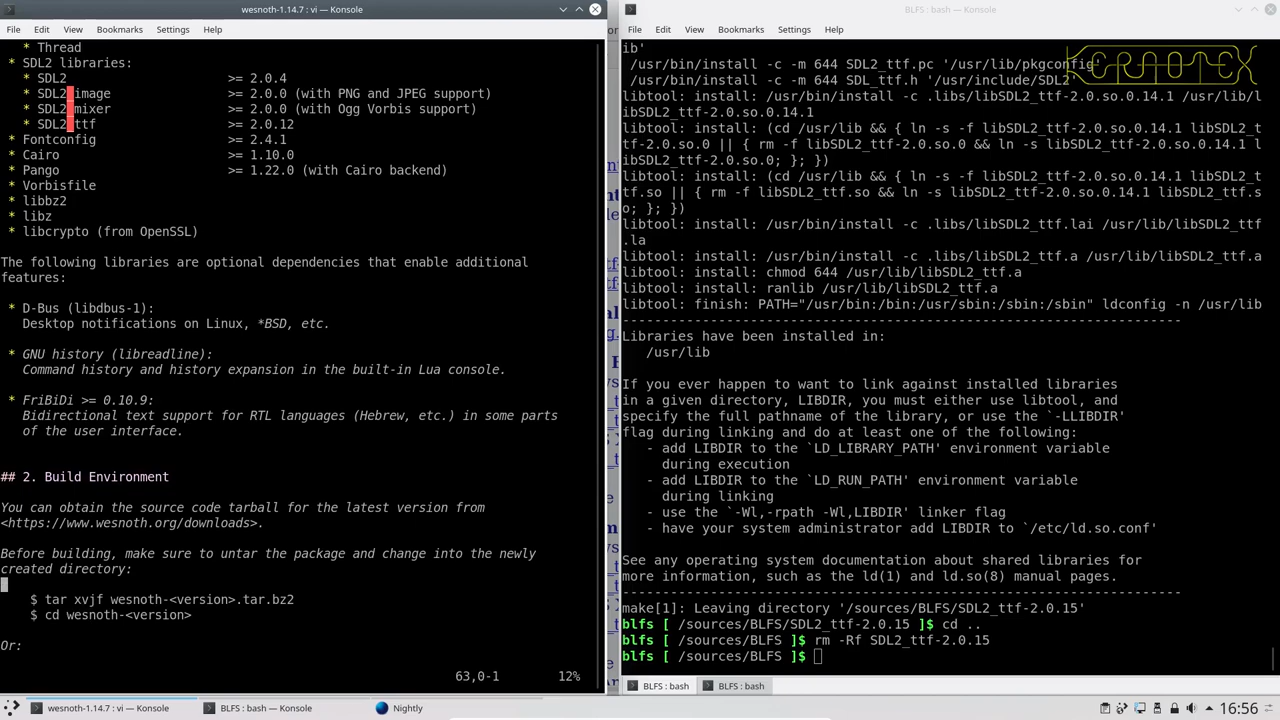 wesnoth-1.14.7 : vi — Konsole
File Edit View Bookmarks Settings Help
* Thread
* SDL2 libraries:
* SDL2 >= 2.0.4
* SDL2_image >= 2.0.0 (with PNG and JPEG support)
* SDL2_mixer >= 2.0.0 (with Ogg Vorbis support)
* SDL2_ttf >= 2.0.12
* Fontconfig >= 2.4.1
* Cairo >= 1.10.0
* Pango >= 1.22.0 (with Cairo backend)
* Vorbisfile
* libbz2
* libz
* libcrypto (from OpenSSL)
The following libraries are optional dependencies that enable additional
features:
* D-Bus (libdbus-1):
Desktop notifications on Linux, *BSD, etc.
* GNU history (libreadline):
Command history and history expansion in the built-in Lua console.
* FriBiDi >= 0.10.9:
Bidirectional text support for RTL languages (Hebrew, etc.) in some parts
of the user interface.
## 2. Build Environment
You can obtain the source code tarball for the latest version from
<https://www.wesnoth.org/downloads>.
Before building, make sure to untar the package and change into the newly
created directory:
$ tar xvjf wesnoth-<version>.tar.bz2
$ cd wesnoth-<version>
Or:
63,0-1 12%
BLFS : bash — Konsole
File Edit View Bookmarks Settings Help
KERNOTEX
ib'
/usr/bin/install -c -m 644 SDL2_ttf.pc '/usr/lib/pkgconfig'
/usr/bin/install -c -m 644 SDL_ttf.h '/usr/include/SDL2'
libtool: install: /usr/bin/install -c .libs/libSDL2_ttf-2.0.so.0.14.1 /usr/lib/l
ibSDL2_ttf-2.0.so.0.14.1
libtool: install: (cd /usr/lib && { ln -s -f libSDL2_ttf-2.0.so.0.14.1 libSDL2_t
tf-2.0.so.0 || { rm -f libSDL2_ttf-2.0.so.0 && ln -s libSDL2_ttf-2.0.so.0.14.1 l
ibSDL2_ttf-2.0.so.0; }; })
libtool: install: (cd /usr/lib && { ln -s -f libSDL2_ttf-2.0.so.0.14.1 libSDL2_t
tf.so || { rm -f libSDL2_ttf.so && ln -s libSDL2_ttf-2.0.so.0.14.1 libSDL2_ttf.s
o; }; })
libtool: install: /usr/bin/install -c .libs/libSDL2_ttf.lai /usr/lib/libSDL2_ttf
.la
libtool: install: /usr/bin/install -c .libs/libSDL2_ttf.a /usr/lib/libSDL2_ttf.a
libtool: install: chmod 644 /usr/lib/libSDL2_ttf.a
libtool: install: ranlib /usr/lib/libSDL2_ttf.a
libtool: finish: PATH="/usr/bin:/bin:/usr/sbin:/sbin:/sbin" ldconfig -n /usr/lib
----------------------------------------------------------------------
Libraries have been installed in:
/usr/lib
If you ever happen to want to link against installed libraries
in a given directory, LIBDIR, you must either use libtool, and
specify the full pathname of the library, or use the `-LLIBDIR'
flag during linking and do at least one of the following:
- add LIBDIR to the `LD_LIBRARY_PATH' environment variable
during execution
- add LIBDIR to the `LD_RUN_PATH' environment variable
during linking
- use the `-Wl,-rpath -Wl,LIBDIR' linker flag
- have your system administrator add LIBDIR to `/etc/ld.so.conf'
See any operating system documentation about shared libraries for
more information, such as the ld(1) and ld.so(8) manual pages.
----------------------------------------------------------------------
make[1]: Leaving directory '/sources/BLFS/SDL2_ttf-2.0.15'
blfs [ /sources/BLFS/SDL2_ttf-2.0.15 ]$ cd ..
blfs [ /sources/BLFS ]$ rm -Rf SDL2_ttf-2.0.15
blfs [ /sources/BLFS ]$
BLFS : bash BLFS : bash
wesnoth-1.14.7 : vi — Konsole BLFS : bash — Konsole Nightly 16:56